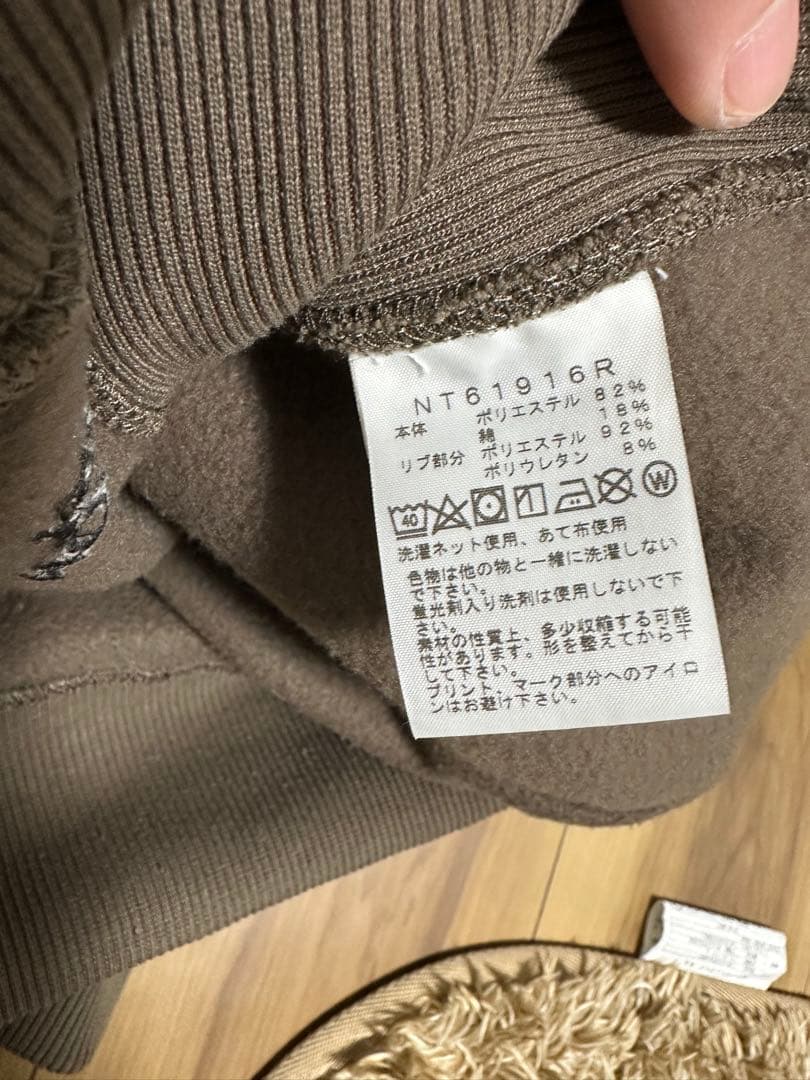 NT61916R
本体 ポリエステル 82%
綿 18%
リブ部分 ポリエステル 92%
ポリウレタン 8%
40 W
洗濯ネット使用、あて布使用
色物は他の物と一緒に洗濯しない
で下さい。
蛍光剤入り洗剤は使用しないで下
さい。
素材の性質上、多少収縮する可能
性があります。形を整えてから干
して下さい。
プリント、マーク部分へのアイロ
ンはお避け下さい。